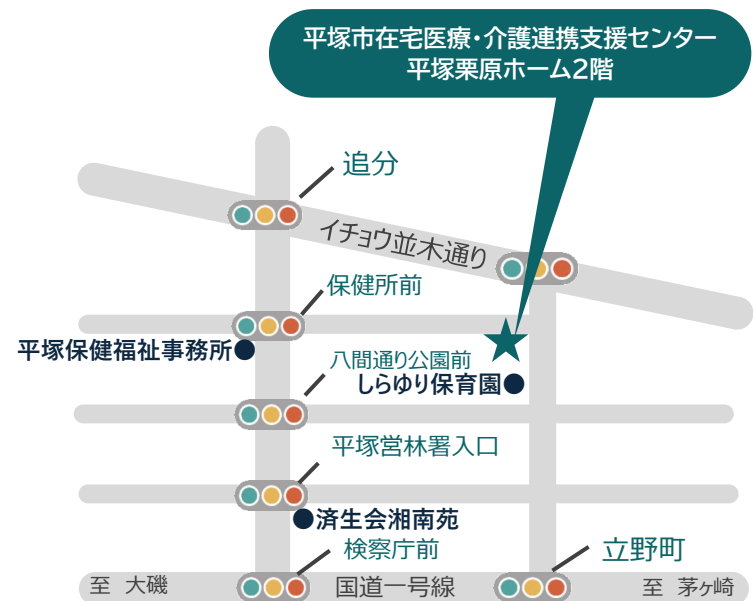 平塚市在宅医療・介護連携支援センター
平塚栗原ホーム2階
追分
イチョウ並木通り
保健所前
平塚保健福祉事務所
八間通り公園前
しらゆり保育園
平塚営林署入口
済生会湘南苑
検察庁前
立野町
至 大磯
国道一号線
至 茅ヶ崎